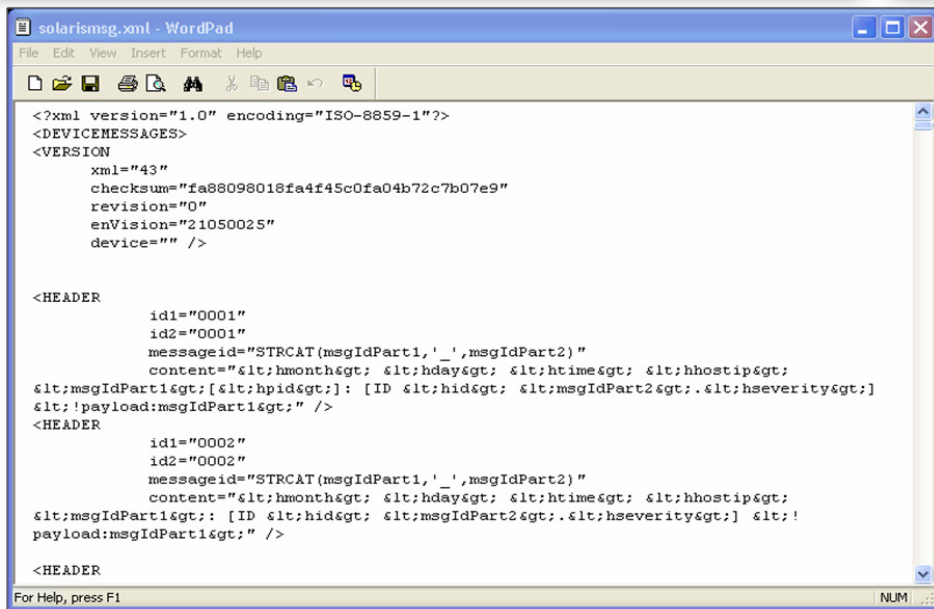 solarismsg.xml - WordPad
File Edit View Insert Format Help
<?xml version="1.0" encoding="ISO-8859-1"?>
<DEVICEMESSAGES>
<VERSION
xml="43"
checksum="fa88098018fa4f45c0fa04b72c7b07e9"
revision="0"
enVision="21050025"
device="" />
<HEADER
id1="0001"
id2="0001"
messageid="STRCAT(msgIdPart1,'_',msgIdPart2)"
content="&lt;hmonth&gt; &lt;hday&gt; &lt;htime&gt; &lt;hhostip&gt;
&lt;msgIdPart1&gt;[&lt;hpid&gt;]: [ID &lt;hid&gt; &lt;msgIdPart2&gt;.&lt;hseverity&gt;]
&lt;!payload:msgIdPart1&gt;" />
<HEADER
id1="0002"
id2="0002"
messageid="STRCAT(msgIdPart1,'_',msgIdPart2)"
content="&lt;hmonth&gt; &lt;hday&gt; &lt;htime&gt; &lt;hhostip&gt;
&lt;msgIdPart1&gt;: [ID &lt;hid&gt; &lt;msgIdPart2&gt;.&lt;hseverity&gt;] &lt;!
payload:msgIdPart1&gt;" />
<HEADER
For Help, press F1 NUM